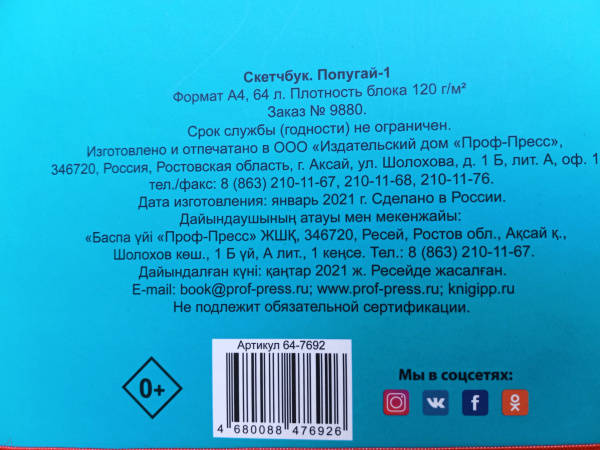 Скетчбук. Попугай-1
Формат А4, 64 л. Плотность блока 120 г/м²
Заказ № 9880.
Срок службы (годности) не ограничен.
Изготовлено и отпечатано в ООО «Издательский дом «Проф-Пресс»,
346720, Россия, Ростовская область, г. Аксай, ул. Шолохова, д. 1 Б, лит. А, оф. 1
тел./факс: 8 (863) 210-11-67, 210-11-68, 210-11-76.
Дата изготовления: январь 2021 г. Сделано в России.
Дайындаушының атауы мен мекенжайы:
«Баспа үйі «Проф-Пресс» ЖШҚ, 346720, Ресей, Ростов обл., Ақсай қ.,
Шолохов көш., 1 Б үй, А лит., 1 кеңсе. Тел.: 8 (863) 210-11-67.
Дайындалған күні: қаңтар 2021 ж. Ресейде жасалған.
E-mail: book@prof-press.ru; www.prof-press.ru; knigipp.ru
Не подлежит обязательной сертификации.
Артикул 64-7692
4 680088 476926
0+
Мы в соцсетях: